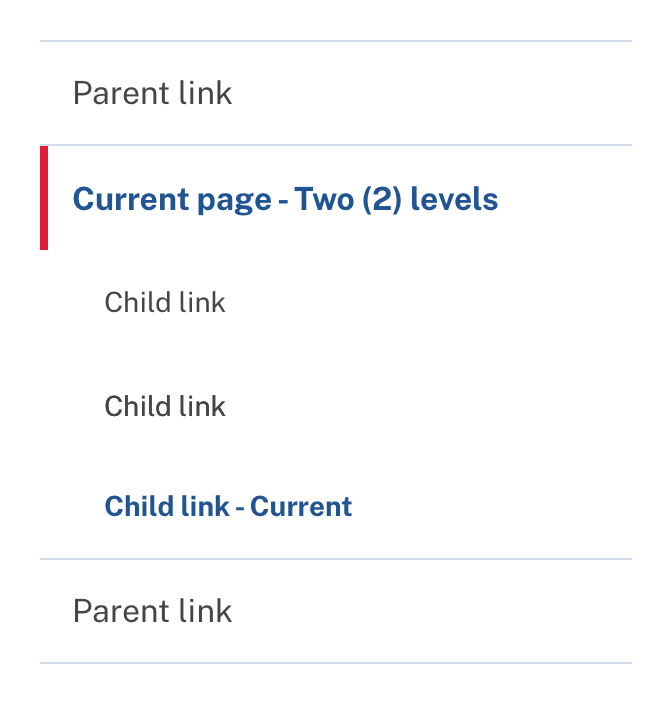 Parent link
Current page - Two (2) levels
Child link
Child link
Child link - Current
Parent link